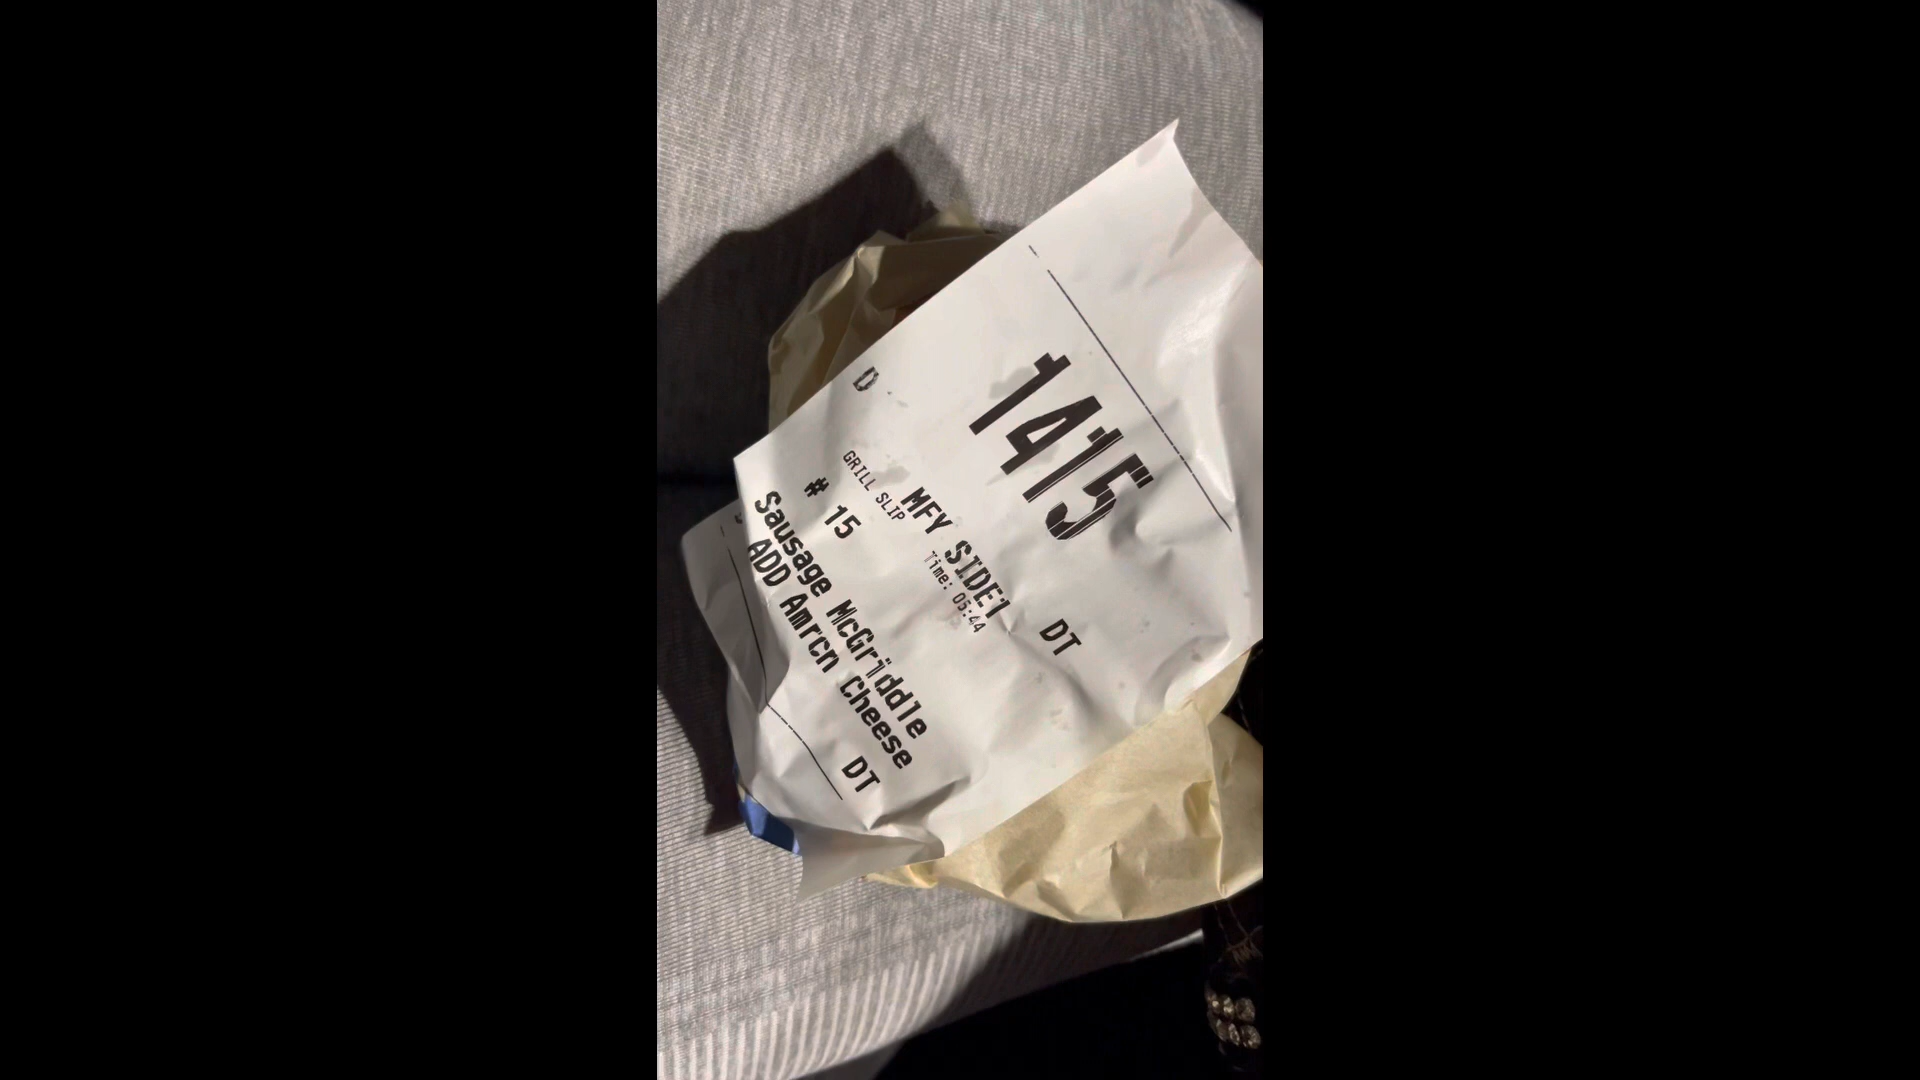 1415
D
MFY SIDE1 DT
GRILL SLIP Time: 05:44
# 15
Sausage McGriddle
ADD Amrcn Cheese
DT